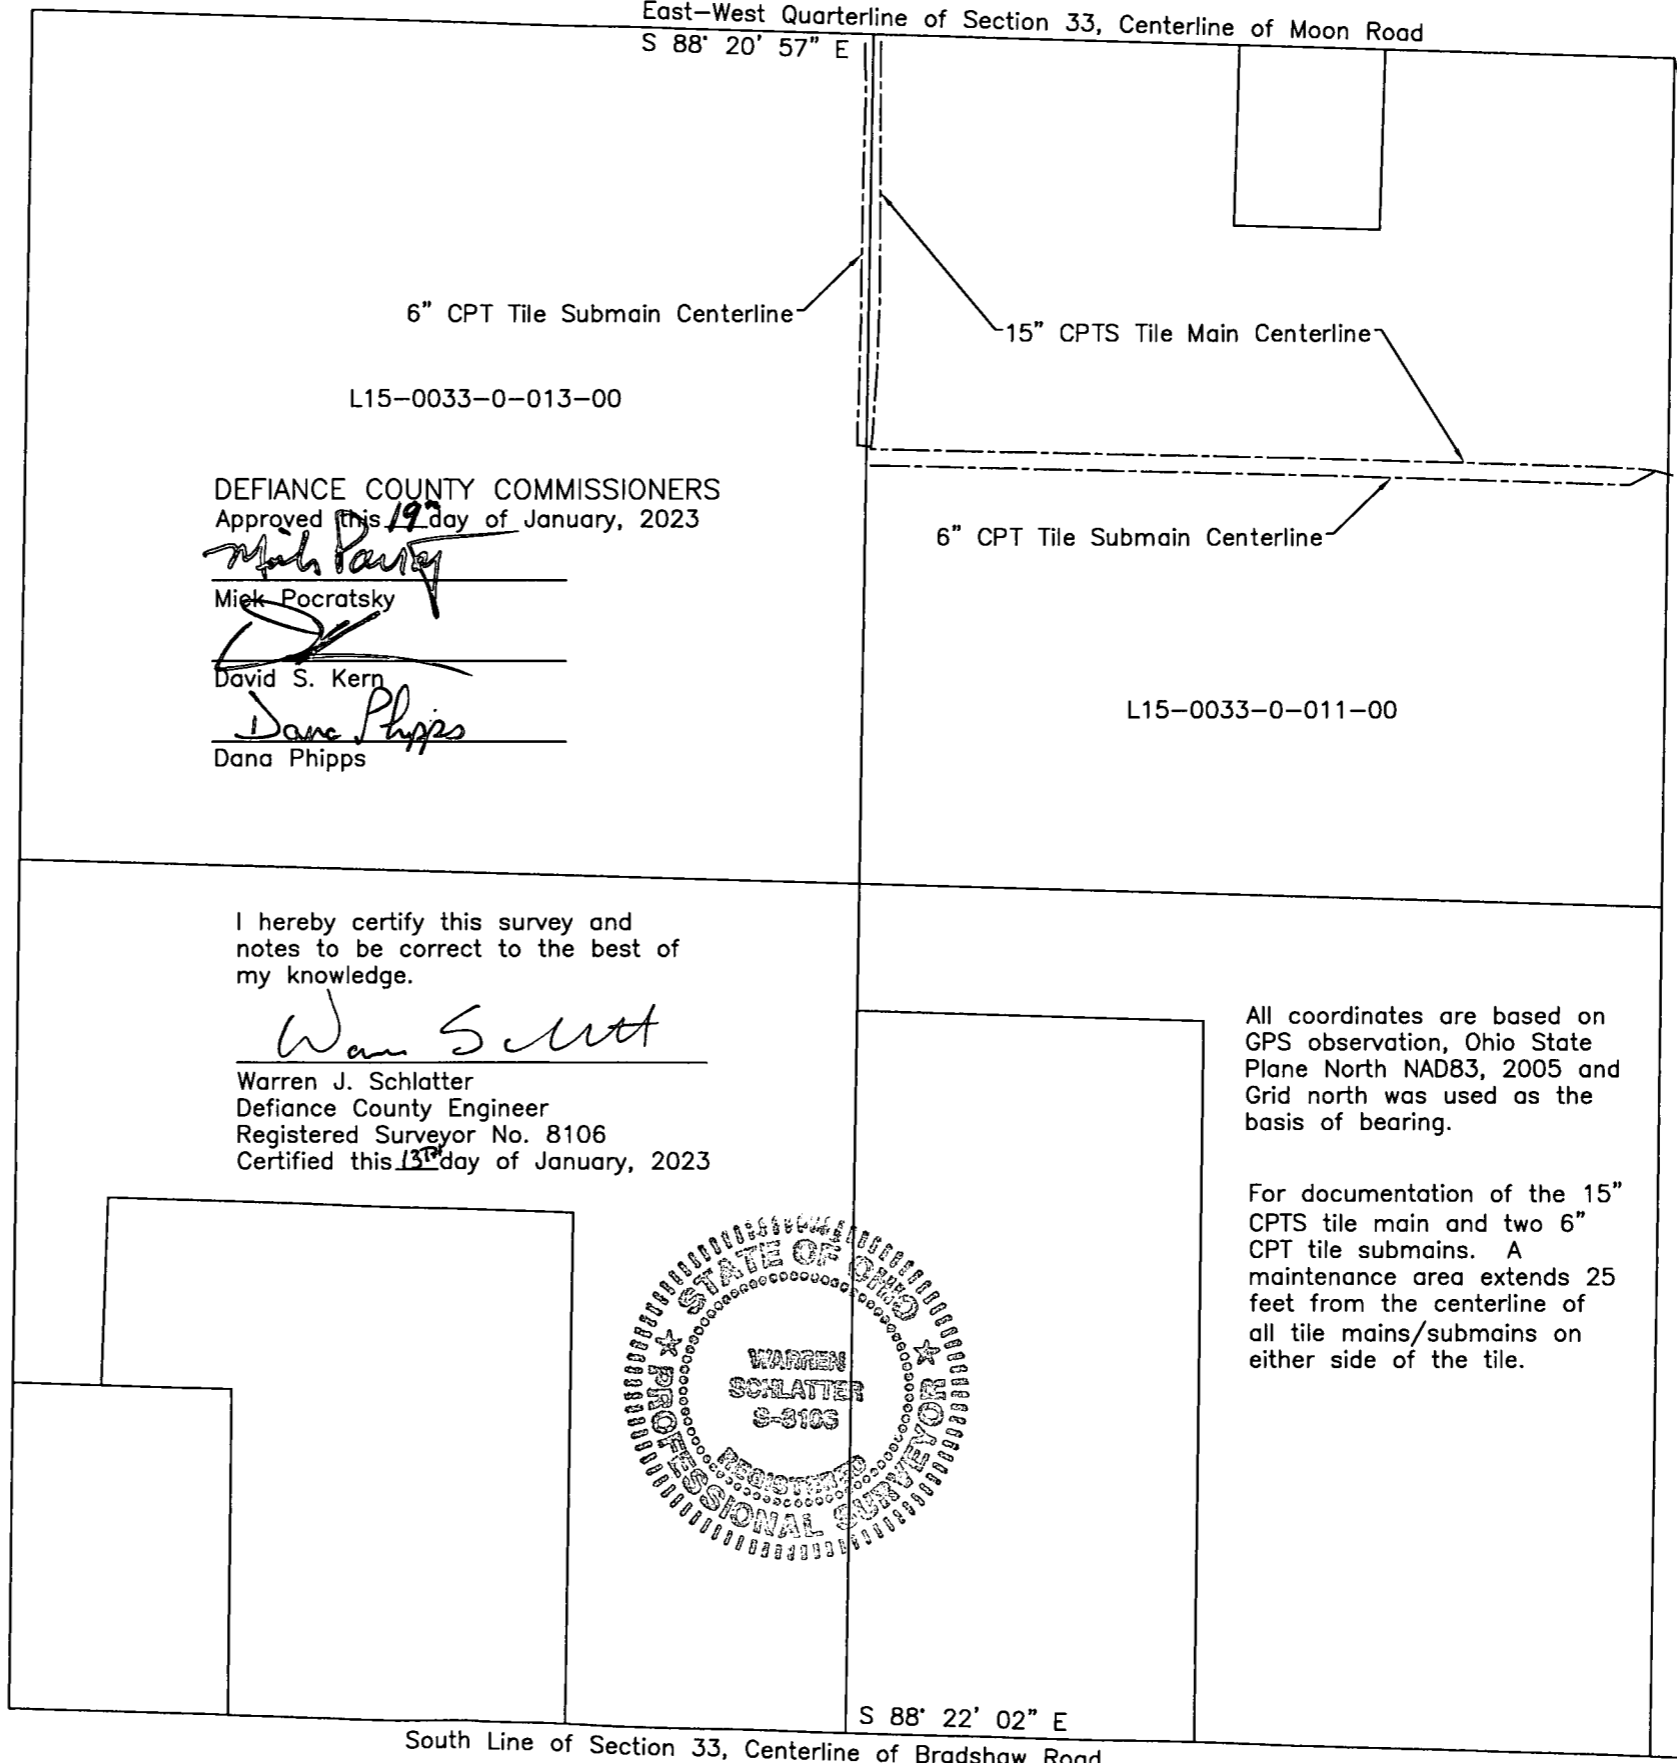 East-West Quarterline of Section 33, Centerline of Moon Road
S 88° 20' 57" E
6" CPT Tile Submain Centerline
15" CPTS Tile Main Centerline
L15-0033-0-013-00
DEFIANCE COUNTY COMMISSIONERS
Approved this 19th day of January, 2023
Mick Pocratsky
David S. Kern
Dana Phipps
Dana Phipps
6" CPT Tile Submain Centerline
L15-0033-0-011-00
I hereby certify this survey and
notes to be correct to the best of
my knowledge.
Warren J. Schlatter
Defiance County Engineer
Registered Surveyor No. 8106
Certified this 13TH day of January, 2023
All coordinates are based on
GPS observation, Ohio State
Plane North NAD83, 2005 and
Grid north was used as the
basis of bearing.
For documentation of the 15"
CPTS tile main and two 6"
CPT tile submains. A
maintenance area extends 25
feet from the centerline of
all tile mains/submains on
either side of the tile.
STATE OF OHIO
WARREN
SCHLATTER
REGISTERED
PROFESSIONAL SURVEYOR
S 88° 22' 02" E
South Line of Section 33, Centerline of Bradshaw Road